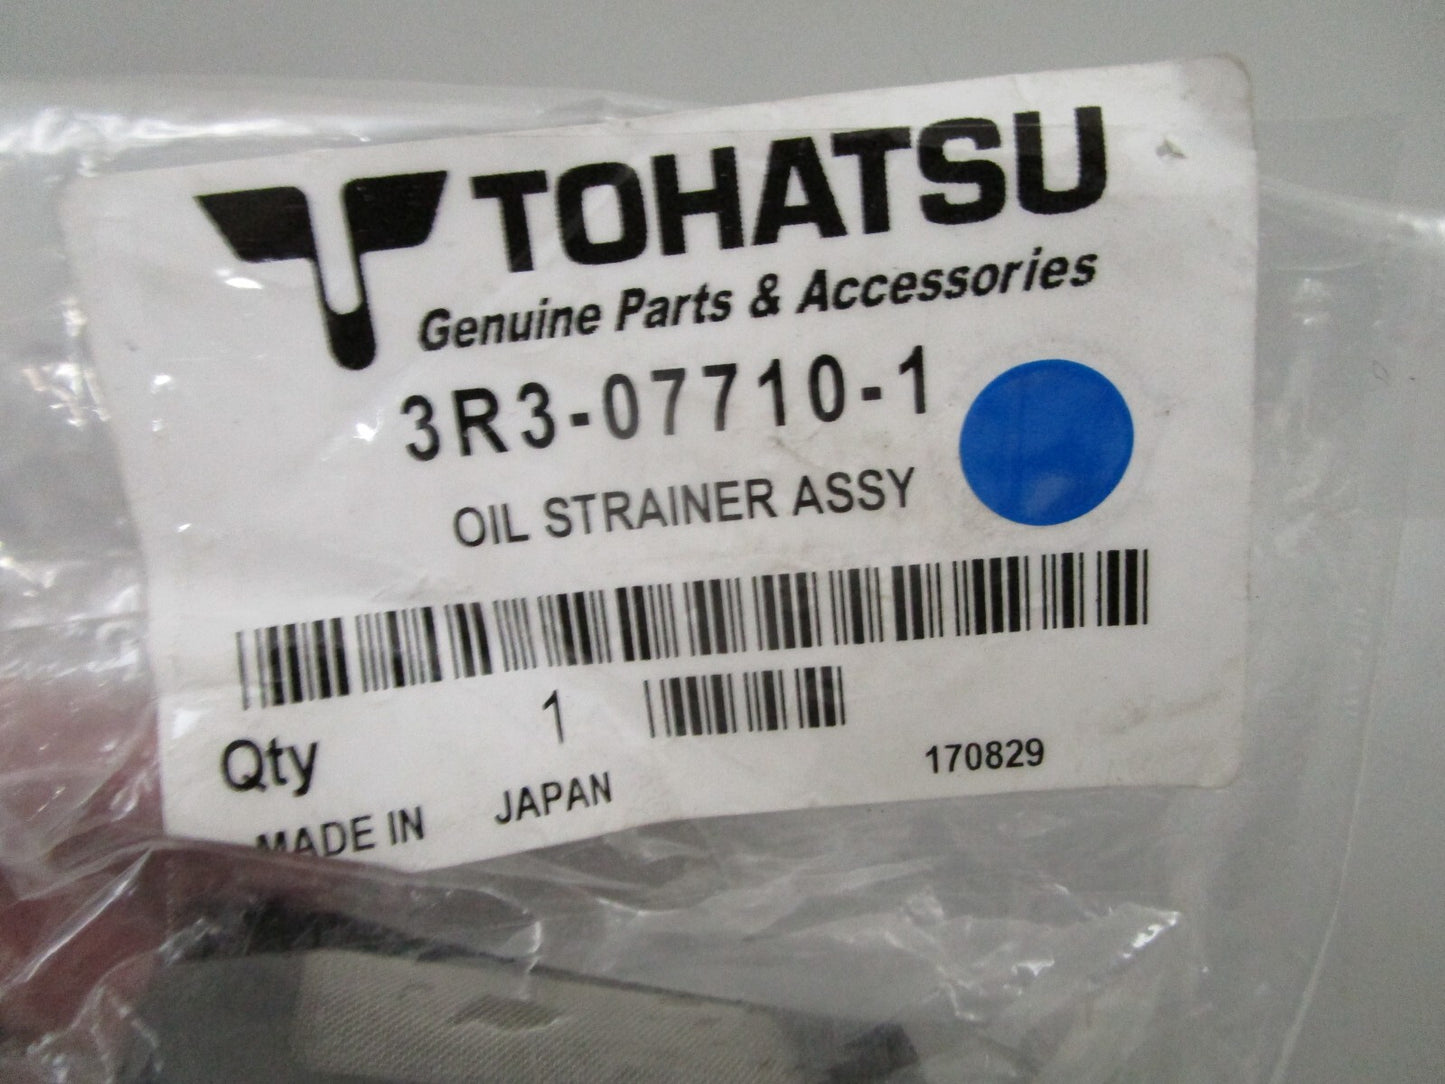 TOHATSU
Genuine Parts & Accessories
3R3-07710-1
OIL STRAINER ASSY
Qty 1
MADE IN JAPAN 170829